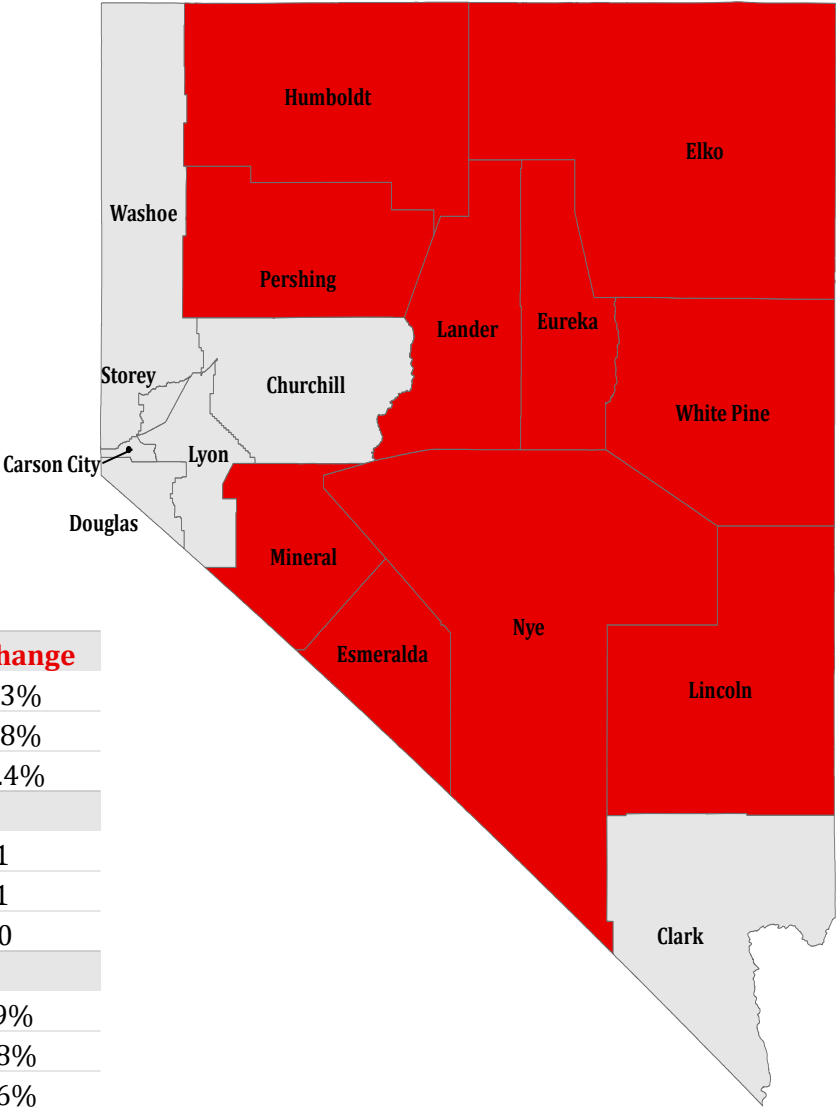 Humboldt
Elko
Washoe
Pershing
Eureka
Lander
Storey
Churchill
White Pine
Lyon
Carson City
Douglas
Mineral
Nye
Esmeralda
hange
3%
Lincoln
8%
.4%
1
1
0
Clark
9%
8%
6%